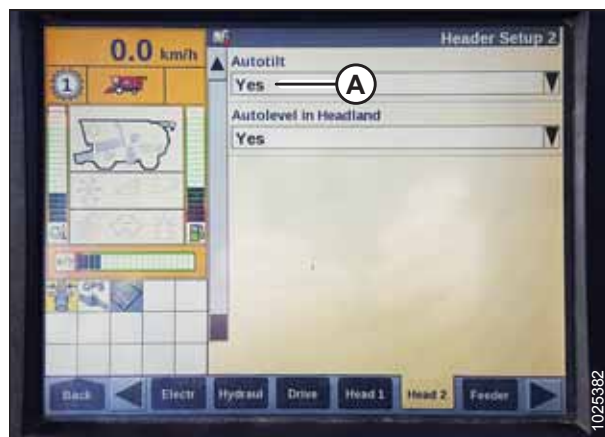 Header Setup 2
0.0 km/h
1
Autotilt
Yes
A
Autolevel in Headland
Yes
Back
Electr
Hydraul
Drive
Head 1
Head 2
Feeder
1025382